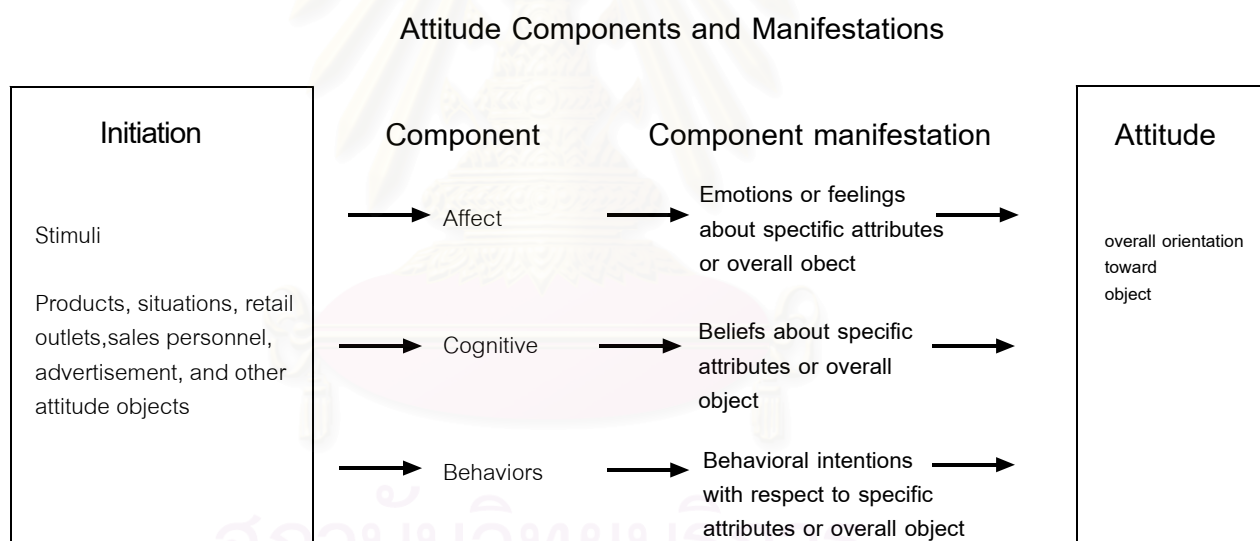 Attitude Components and Manifestations
Initiation
Stimuli
Products, situations, retail
outlets,sales personnel,
advertisement, and other
attitude objects
Component
Affect
Cognitive
Behaviors
Component manifestation
Emotions or feelings
about spectific attributes
or overall obect
Beliefs about specific
attributes or overall
object
Behavioral intentions
with respect to specific
attributes or overall object
Attitude
overall orientation
toward
object